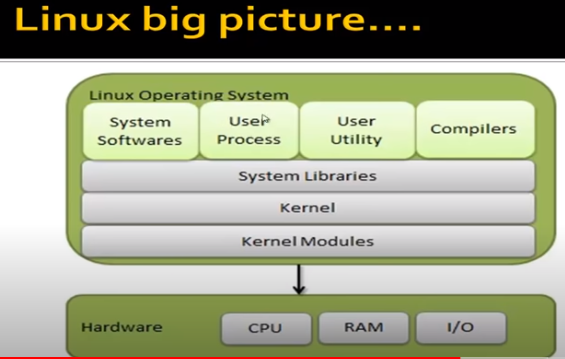 Linux big picture....
Linux Operating System
System
Softwares
User
Process
User
Utility
Compilers
System Libraries
Kernel
Kernel Modules
Hardware
CPU
RAM
I/O